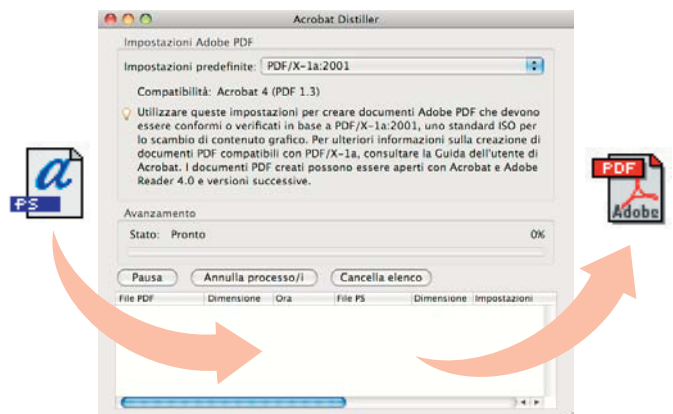 Acrobat Distiller
Impostazioni Adobe PDF
Impostazioni predefinite: PDF/X-1a:2001
Compatibilità: Acrobat 4 (PDF 1.3)
Utilizzare queste impostazioni per creare documenti Adobe PDF che devono
essere conformi o verificati in base a PDF/X-1a:2001, uno standard ISO per
lo scambio di contenuto grafico. Per ulteriori informazioni sulla creazione di
documenti PDF compatibili con PDF/X-1a, consultare la Guida dell'utente di
Acrobat. I documenti PDF creati possono essere aperti con Acrobat e Adobe
Reader 4.0 e versioni successive.
a
PS
PDF
Adobe
Avanzamento
Stato: Pronto 0%
Pausa Annulla processo/i Cancella elenco
File PDF Dimensione Ora File PS Dimensione Impostazioni